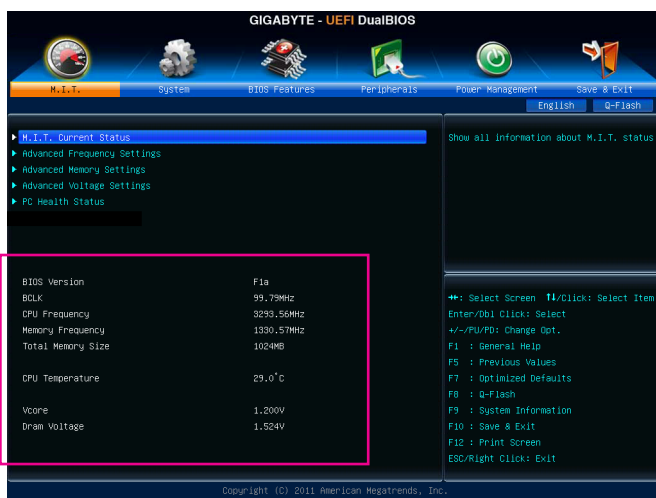 GIGABYTE - UEFI DualBIOS
M.I.T. System BIOS Features Peripherals Power Management Save & Exit
English Q-Flash
M.I.T. Current Status
Advanced Frequency Settings
Advanced Memory Settings
Advanced Voltage Settings
PC Health Status
BIOS Version F1a
BCLK 99.79MHz
CPU Frequency 3293.56MHz
Memory Frequency 1330.57MHz
Total Memory Size 1024MB
CPU Temperature 29.0°C
Vcore 1.200V
Dram Voltage 1.524V
Show all information about M.I.T. status
→←: Select Screen ↑↓/Click: Select Item
Enter/Dbl Click: Select
+/-/PU/PD: Change Opt.
F1 : General Help
F5 : Previous Values
F7 : Optimized Defaults
F8 : Q-Flash
F9 : System Information
F10 : Save & Exit
F12 : Print Screen
ESC/Right Click: Exit
Copyright (C) 2011 American Megatrends, Inc.